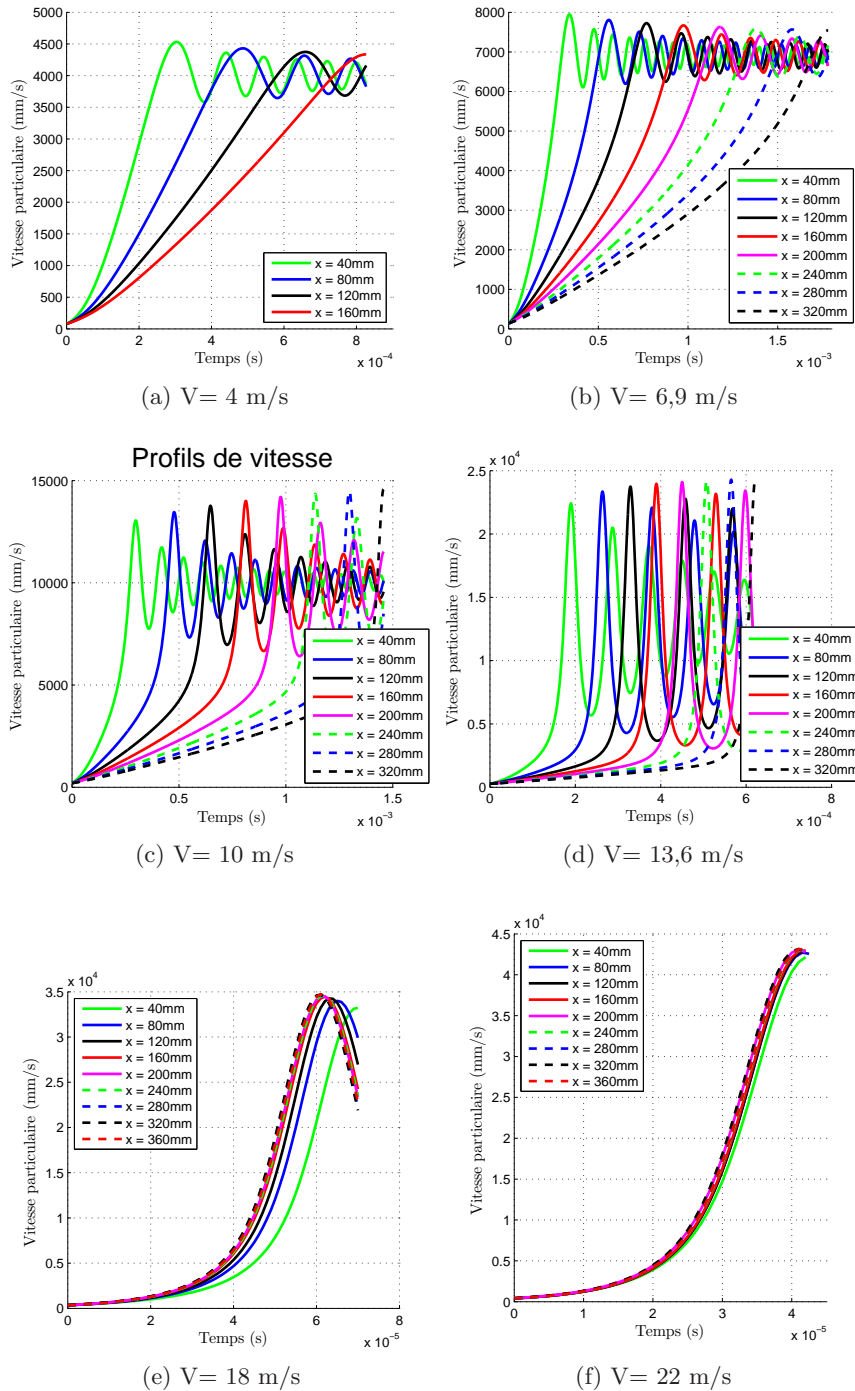 5000
4500
4000
3500
3000
2500
2000
1500
1000
500
0
Vitesse particulaire (mm/s)
0 2 4 6 8
Temps (s)
x 10⁻⁴
x = 40mm
x = 80mm
x = 120mm
x = 160mm
(a) V= 4 m/s
8000
7000
6000
5000
4000
3000
2000
1000
0
Vitesse particulaire (mm/s)
0 0.5 1 1.5
Temps (s)
x 10⁻³
x = 40mm
x = 80mm
x = 120mm
x = 160mm
x = 200mm
x = 240mm
x = 280mm
x = 320mm
(b) V= 6,9 m/s
Profils de vitesse
15000
10000
5000
0
Vitesse particulaire (mm/s)
0 0.5 1 1.5
Temps (s)
x 10⁻³
x = 40mm
x = 80mm
x = 120mm
x = 160mm
x = 200mm
x = 240mm
x = 280mm
x = 320mm
(c) V= 10 m/s
x 10⁴
2.5
2
1.5
1
0.5
0
Vitesse particulaire (mm/s)
0 2 4 6 8
Temps (s)
x 10⁻⁴
x = 40mm
x = 80mm
x = 120mm
x = 160mm
x = 200mm
x = 240mm
x = 280mm
x = 320mm
(d) V= 13,6 m/s
x 10⁴
3.5
3
2.5
2
1.5
1
0.5
0
Vitesse particulaire (mm/s)
0 2 4 6 8
Temps (s)
x 10⁻⁵
x = 40mm
x = 80mm
x = 120mm
x = 160mm
x = 200mm
x = 240mm
x = 280mm
x = 320mm
x = 360mm
(e) V= 18 m/s
x 10⁴
4.5
4
3.5
3
2.5
2
1.5
1
0.5
0
Vitesse particulaire (mm/s)
0 1 2 3 4
Temps (s)
x 10⁻⁵
x = 40mm
x = 80mm
x = 120mm
x = 160mm
x = 200mm
x = 240mm
x = 280mm
x = 320mm
x = 360mm
(f) V= 22 m/s